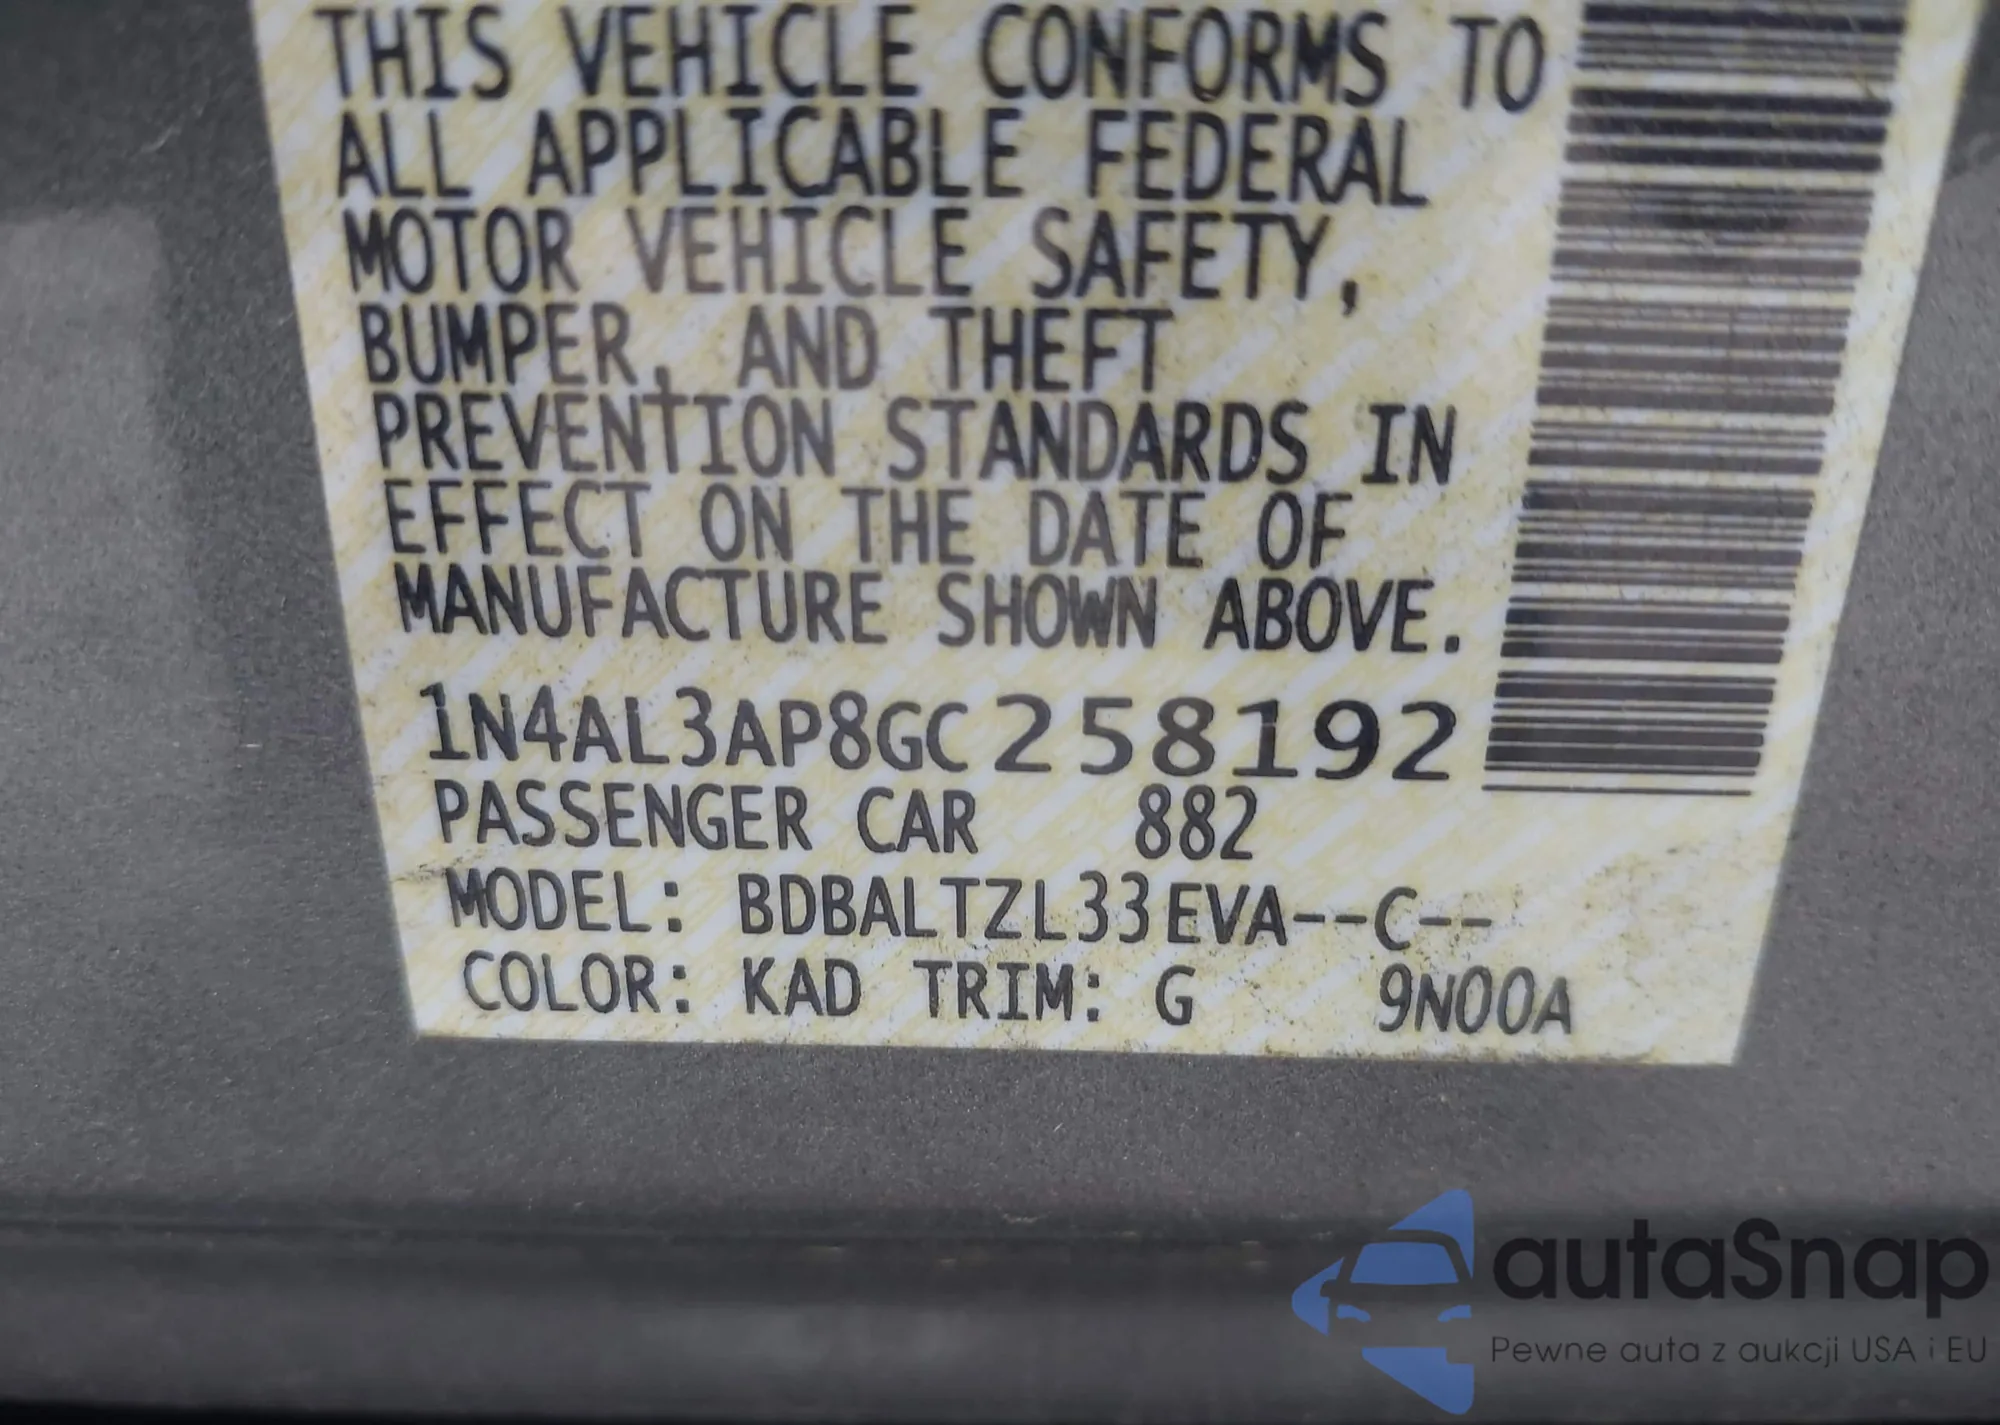 THIS VEHICLE CONFORMS TO
ALL APPLICABLE FEDERAL
MOTOR VEHICLE SAFETY,
BUMPER, AND THEFT
PREVENTION STANDARDS IN
EFFECT ON THE DATE OF
MANUFACTURE SHOWN ABOVE.
1N4AL3AP8GC258192
PASSENGER CAR 882
MODEL: BDBALTZL33EVA--C--
COLOR: KAD TRIM: G 9N00A
autaSnap
Pewne auta z aukcji USA i EU